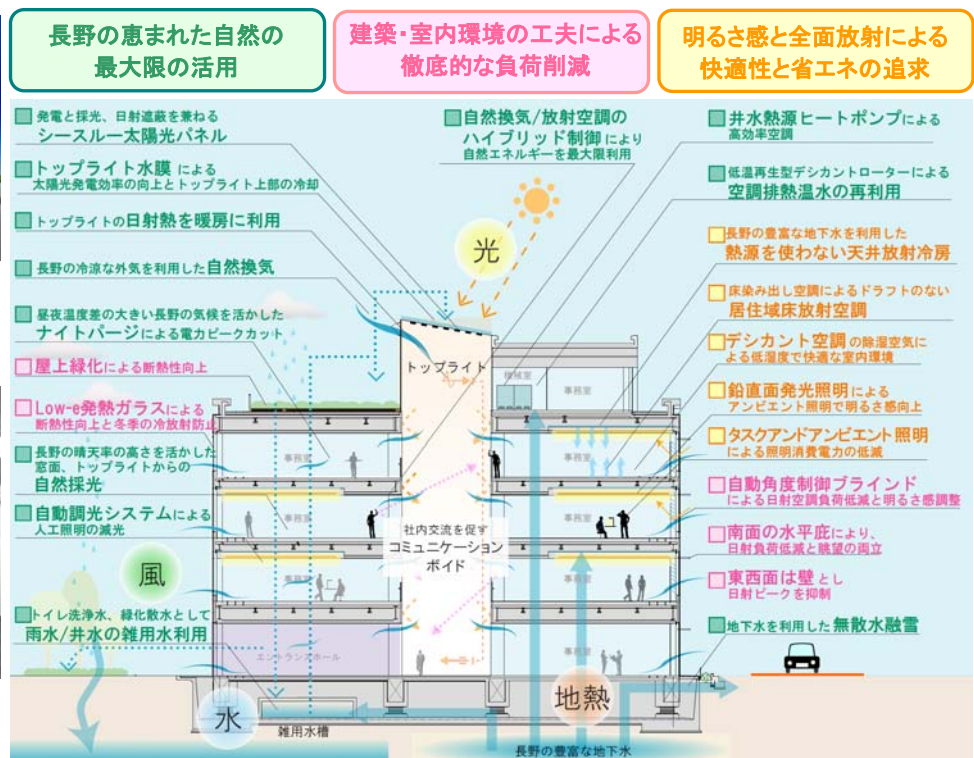 長野の恵まれた自然の
最大限の活用
建築・室内環境の工夫による
徹底的な負荷削減
明るさ感と全面放射による
快適性と省エネの追求
発電と採光、日射遮蔽を兼ねる
シースルー太陽光パネル
トップライト水膜による
太陽光発電効率の向上とトップライト上部の冷却
トップライトの日射熱を暖房に利用
長野の冷涼な外気を利用した自然換気
昼夜温度差の大きい長野の気候を活かした
ナイトパージによる電力ピークカット
屋上緑化による断熱性向上
Low-e発熱ガラスによる
断熱性向上と冬季の冷放射防止
長野の晴天率の高さを活かした
窓面、トップライトからの
自然採光
自動調光システムによる
人工照明の減光
風
トイレ洗浄水、緑化散水として
雨水/井水の雑用水利用
自然換気/放射空調の
ハイブリッド制御により
自然エネルギーを最大限利用
光
トップライト
機械室
事務室
事務室
事務室
事務室
事務室
事務室
事務室
事務室
社内交流を促す
コミュニケーション
ボイド
エントランスホール
水
雑用水槽
地熱
長野の豊富な地下水
井水熱源ヒートポンプによる
高効率空調
低温再生型デシカントローターによる
空調排熱温水の再利用
長野の豊富な地下水を利用した
熱源を使わない天井放射冷房
床染み出し空調によるドラフトのない
居住域床放射空調
デシカント空調の除湿空気に
よる低湿度で快適な室内環境
鉛直面発光照明による
アンビエント照明で明るさ感向上
タスクアンドアンビエント照明
による照明消費電力の低減
自動角度制御ブラインド
による日射空調負荷低減と明るさ感調整
南面の水平庇により、
日射負荷低減と眺望の両立
東西面は壁とし
日射ピークを抑制
地下水を利用した無散水融雪